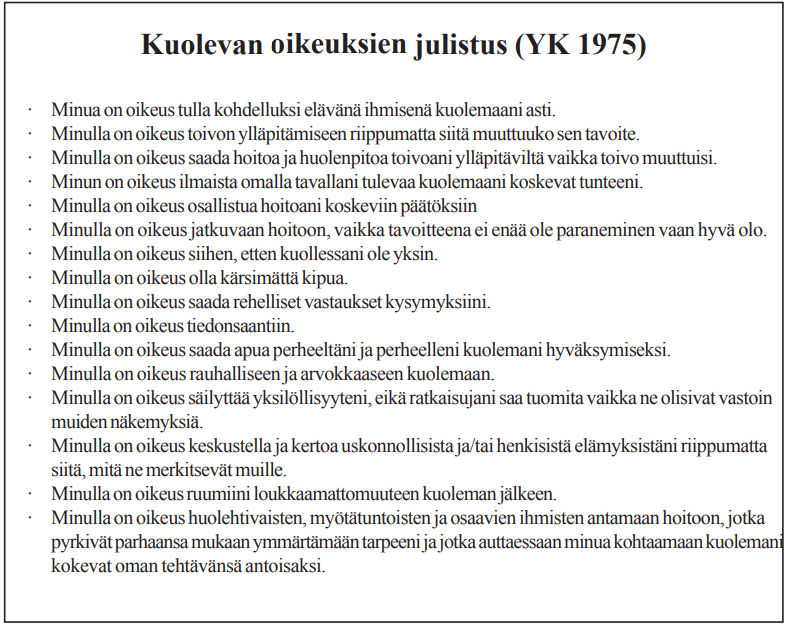 Kuolevan oikeuksien julistus (YK 1975)
· Minua on oikeus tulla kohdelluksi elävänä ihmisenä kuolemaani asti.
· Minulla on oikeus toivon ylläpitämiseen riippumatta siitä muuttuuko sen tavoite.
· Minulla on oikeus saada hoitoa ja huolenpitoa toivoani ylläpitäviltä vaikka toivo muuttuisi.
· Minun on oikeus ilmaista omalla tavallani tulevaa kuolemaani koskevat tunteeni.
· Minulla on oikeus osallistua hoitoani koskeviin päätöksiin
· Minulla on oikeus jatkuvaan hoitoon, vaikka tavoitteena ei enää ole paraneminen vaan hyvä olo.
· Minulla on oikeus siihen, etten kuollessani ole yksin.
· Minulla on oikeus olla kärsimättä kipua.
· Minulla on oikeus saada rehelliset vastaukset kysymyksiini.
· Minulla on oikeus tiedonsaantiin.
· Minulla on oikeus saada apua perheeltäni ja perheelleni kuolemani hyväksymiseksi.
· Minulla on oikeus rauhalliseen ja arvokkaaseen kuolemaan.
· Minulla on oikeus säilyttää yksilöllisyyteni, eikä ratkaisujani saa tuomita vaikka ne olisivat vastoin
muiden näkemyksiä.
· Minulla on oikeus keskustella ja kertoa uskonnollisista ja/tai henkisistä elämyksistäni riippumatta
siitä, mitä ne merkitsevät muille.
· Minulla on oikeus ruumiini loukkaamattomuuteen kuoleman jälkeen.
· Minulla on oikeus huolehtivaisten, myötätuntoisten ja osaavien ihmisten antamaan hoitoon, jotka
pyrkivät parhaansa mukaan ymmärtämään tarpeeni ja jotka auttaessaan minua kohtaamaan kuolemani
kokevat oman tehtävänsä antoisaksi.